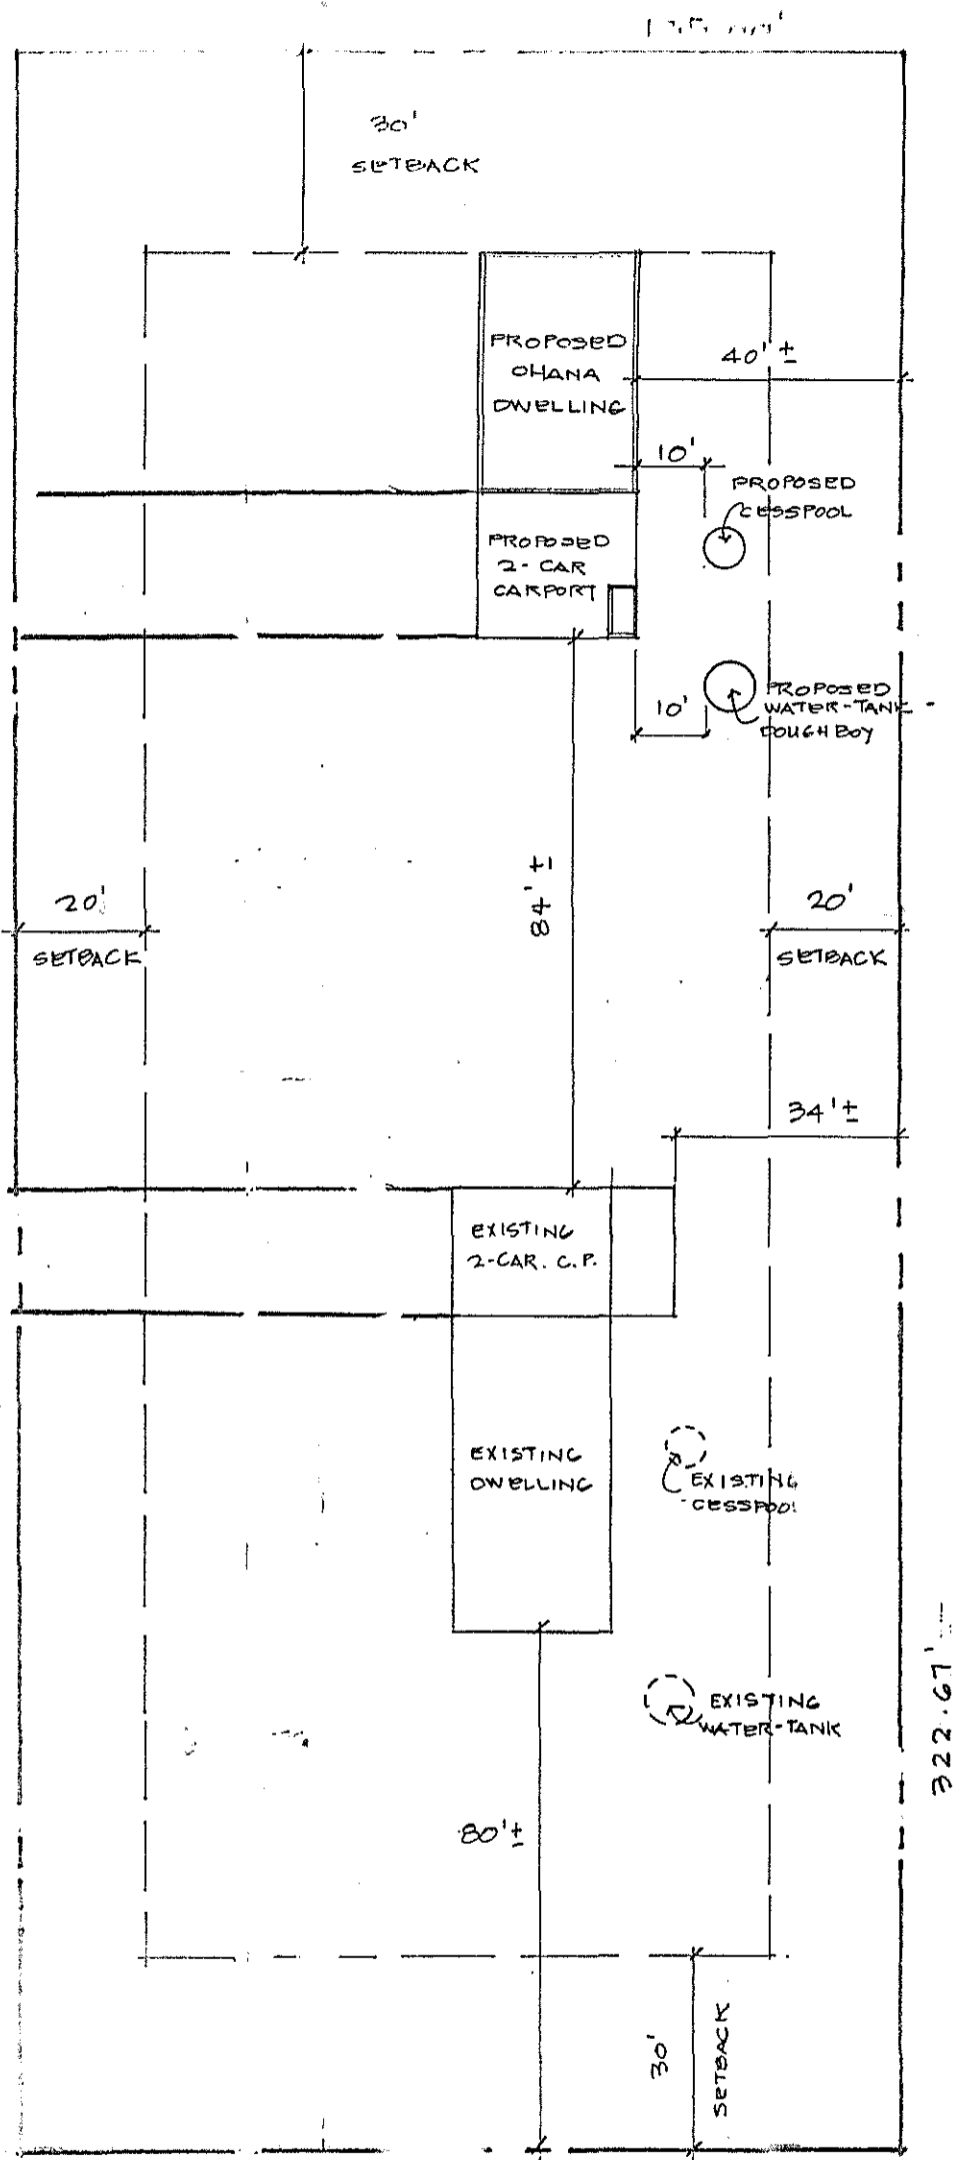 30'
SETBACK
PROPOSED
OHANA
DWELLING
40'±
10'
PROPOSED
CESSPOOL
PROPOSED
2-CAR
CARPORT
10'
PROPOSED
WATER-TANK-
DOUGHBOY
84'±
20'
SETBACK
20'
SETBACK
34'±
EXISTING
2-CAR. C.P.
EXISTING
DWELLING
EXISTING
CESSPOOL
EXISTING
WATER-TANK
322.67'
80'±
30'
SETBACK